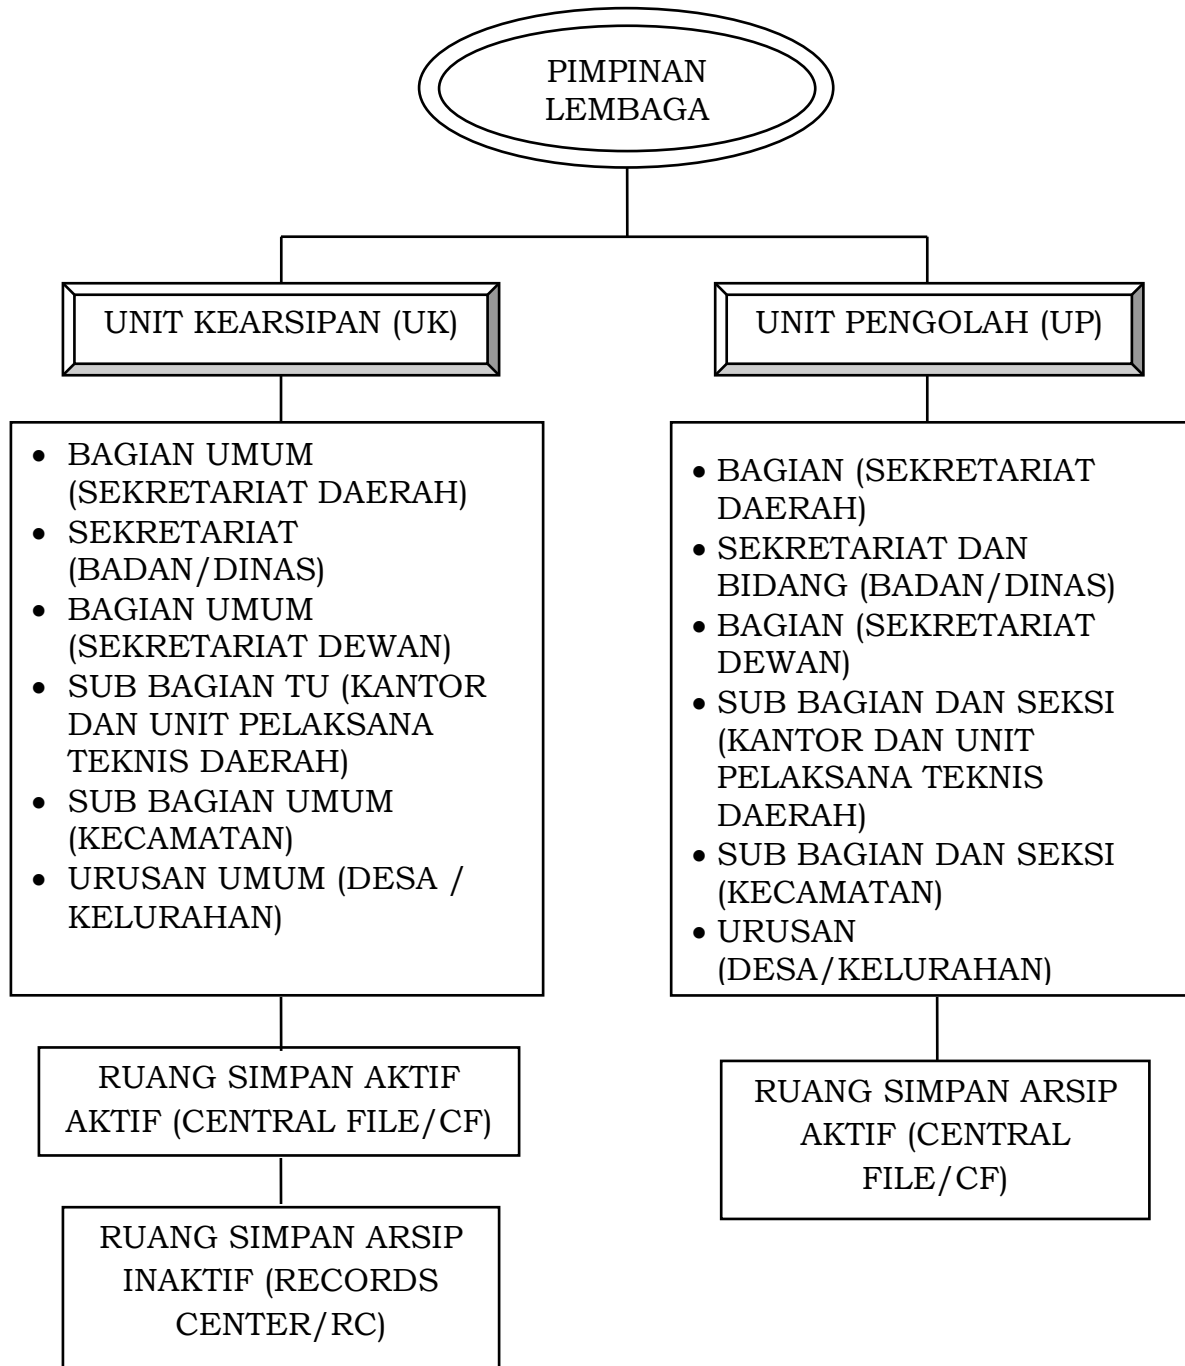 PIMPINAN
LEMBAGA
UNIT KEARSIPAN (UK)
UNIT PENGOLAH (UP)
• BAGIAN UMUM
(SEKRETARIAT DAERAH)
• SEKRETARIAT
(BADAN/DINAS)
• BAGIAN UMUM
(SEKRETARIAT DEWAN)
• SUB BAGIAN TU (KANTOR
DAN UNIT PELAKSANA
TEKNIS DAERAH)
• SUB BAGIAN UMUM
(KECAMATAN)
• URUSAN UMUM (DESA /
KELURAHAN)
• BAGIAN (SEKRETARIAT
DAERAH)
• SEKRETARIAT DAN
BIDANG (BADAN/DINAS)
• BAGIAN (SEKRETARIAT
DEWAN)
• SUB BAGIAN DAN SEKSI
(KANTOR DAN UNIT
PELAKSANA TEKNIS
DAERAH)
• SUB BAGIAN DAN SEKSI
(KECAMATAN)
• URUSAN
(DESA/KELURAHAN)
RUANG SIMPAN AKTIF
AKTIF (CENTRAL FILE/CF)
RUANG SIMPAN ARSIP
INAKTIF (RECORDS
CENTER/RC)
RUANG SIMPAN ARSIP
AKTIF (CENTRAL
FILE/CF)